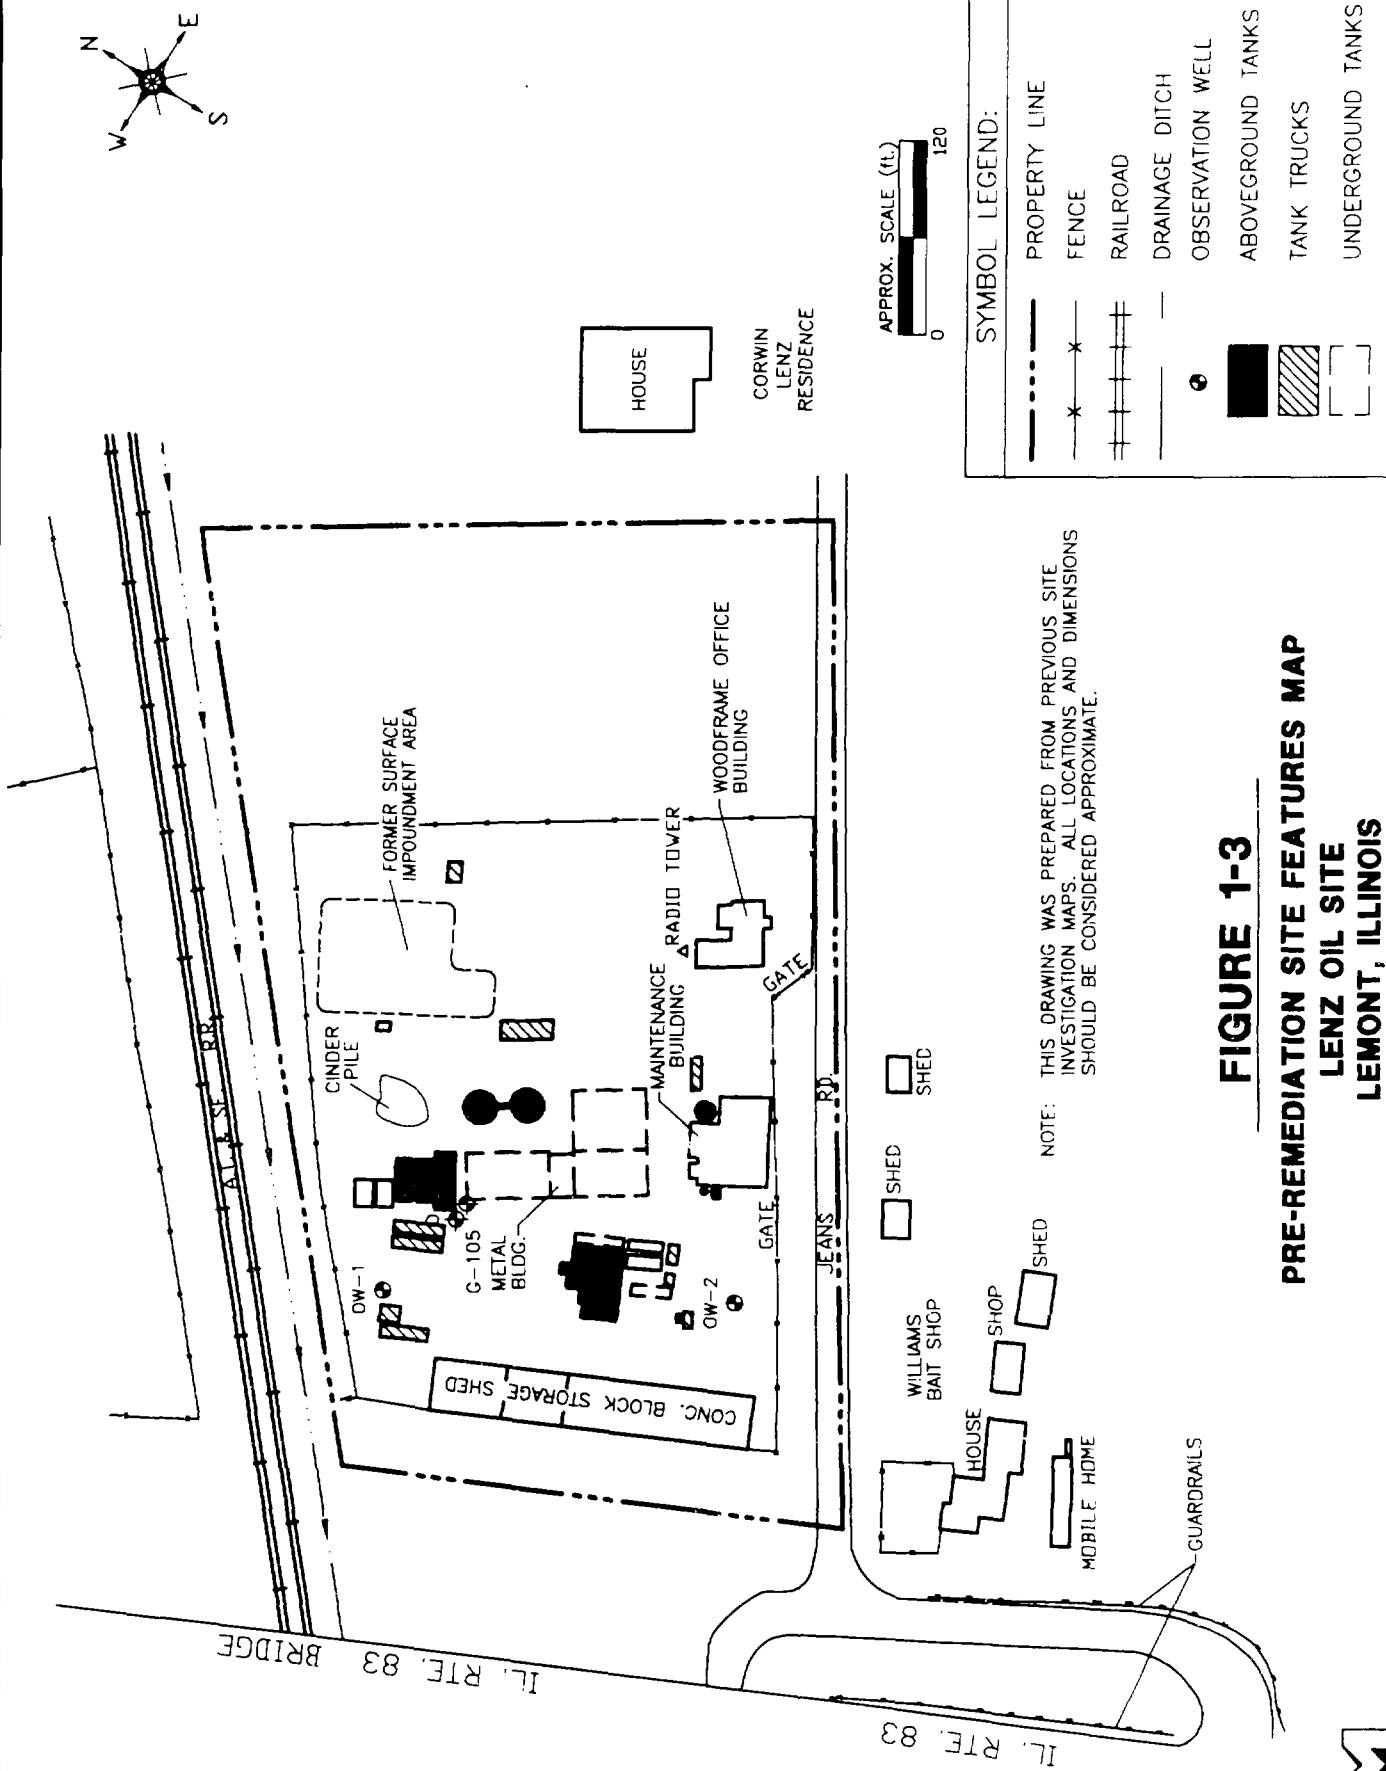 N
E
S
W
A.T. & SF. R.R.
FORMER SURFACE
IMPOUNDMENT AREA
CINDER
PILE
RADIO TOWER
WOODFRAME OFFICE
BUILDING
MAINTENANCE
BUILDING
GATE
GATE
OW-1
G-105
METAL
BLDG.
OW-2
CONC. BLOCK STORAGE SHED
JEANS RD
HOUSE
CORWIN
LENZ
RESIDENCE
SHED
SHED
SHED
SHOP
WILLIAMS
BAIT SHOP
HOUSE
MOBILE HOME
GUARDRAILS
IL. RTE. 83 BRIDGE
IL. RTE. 83
APPROX. SCALE (ft.)
0 120
SYMBOL LEGEND:
PROPERTY LINE
FENCE
RAILROAD
DRAINAGE DITCH
OBSERVATION WELL
ABOVEGROUND TANKS
TANK TRUCKS
UNDERGROUND TANKS
NOTE: THIS DRAWING WAS PREPARED FROM PREVIOUS SITE
INVESTIGATION MAPS. ALL LOCATIONS AND DIMENSIONS
SHOULD BE CONSIDERED APPROXIMATE.
FIGURE 1-3
PRE-REMEDIATION SITE FEATURES MAP
LENZ OIL SITE
LEMONT, ILLINOIS